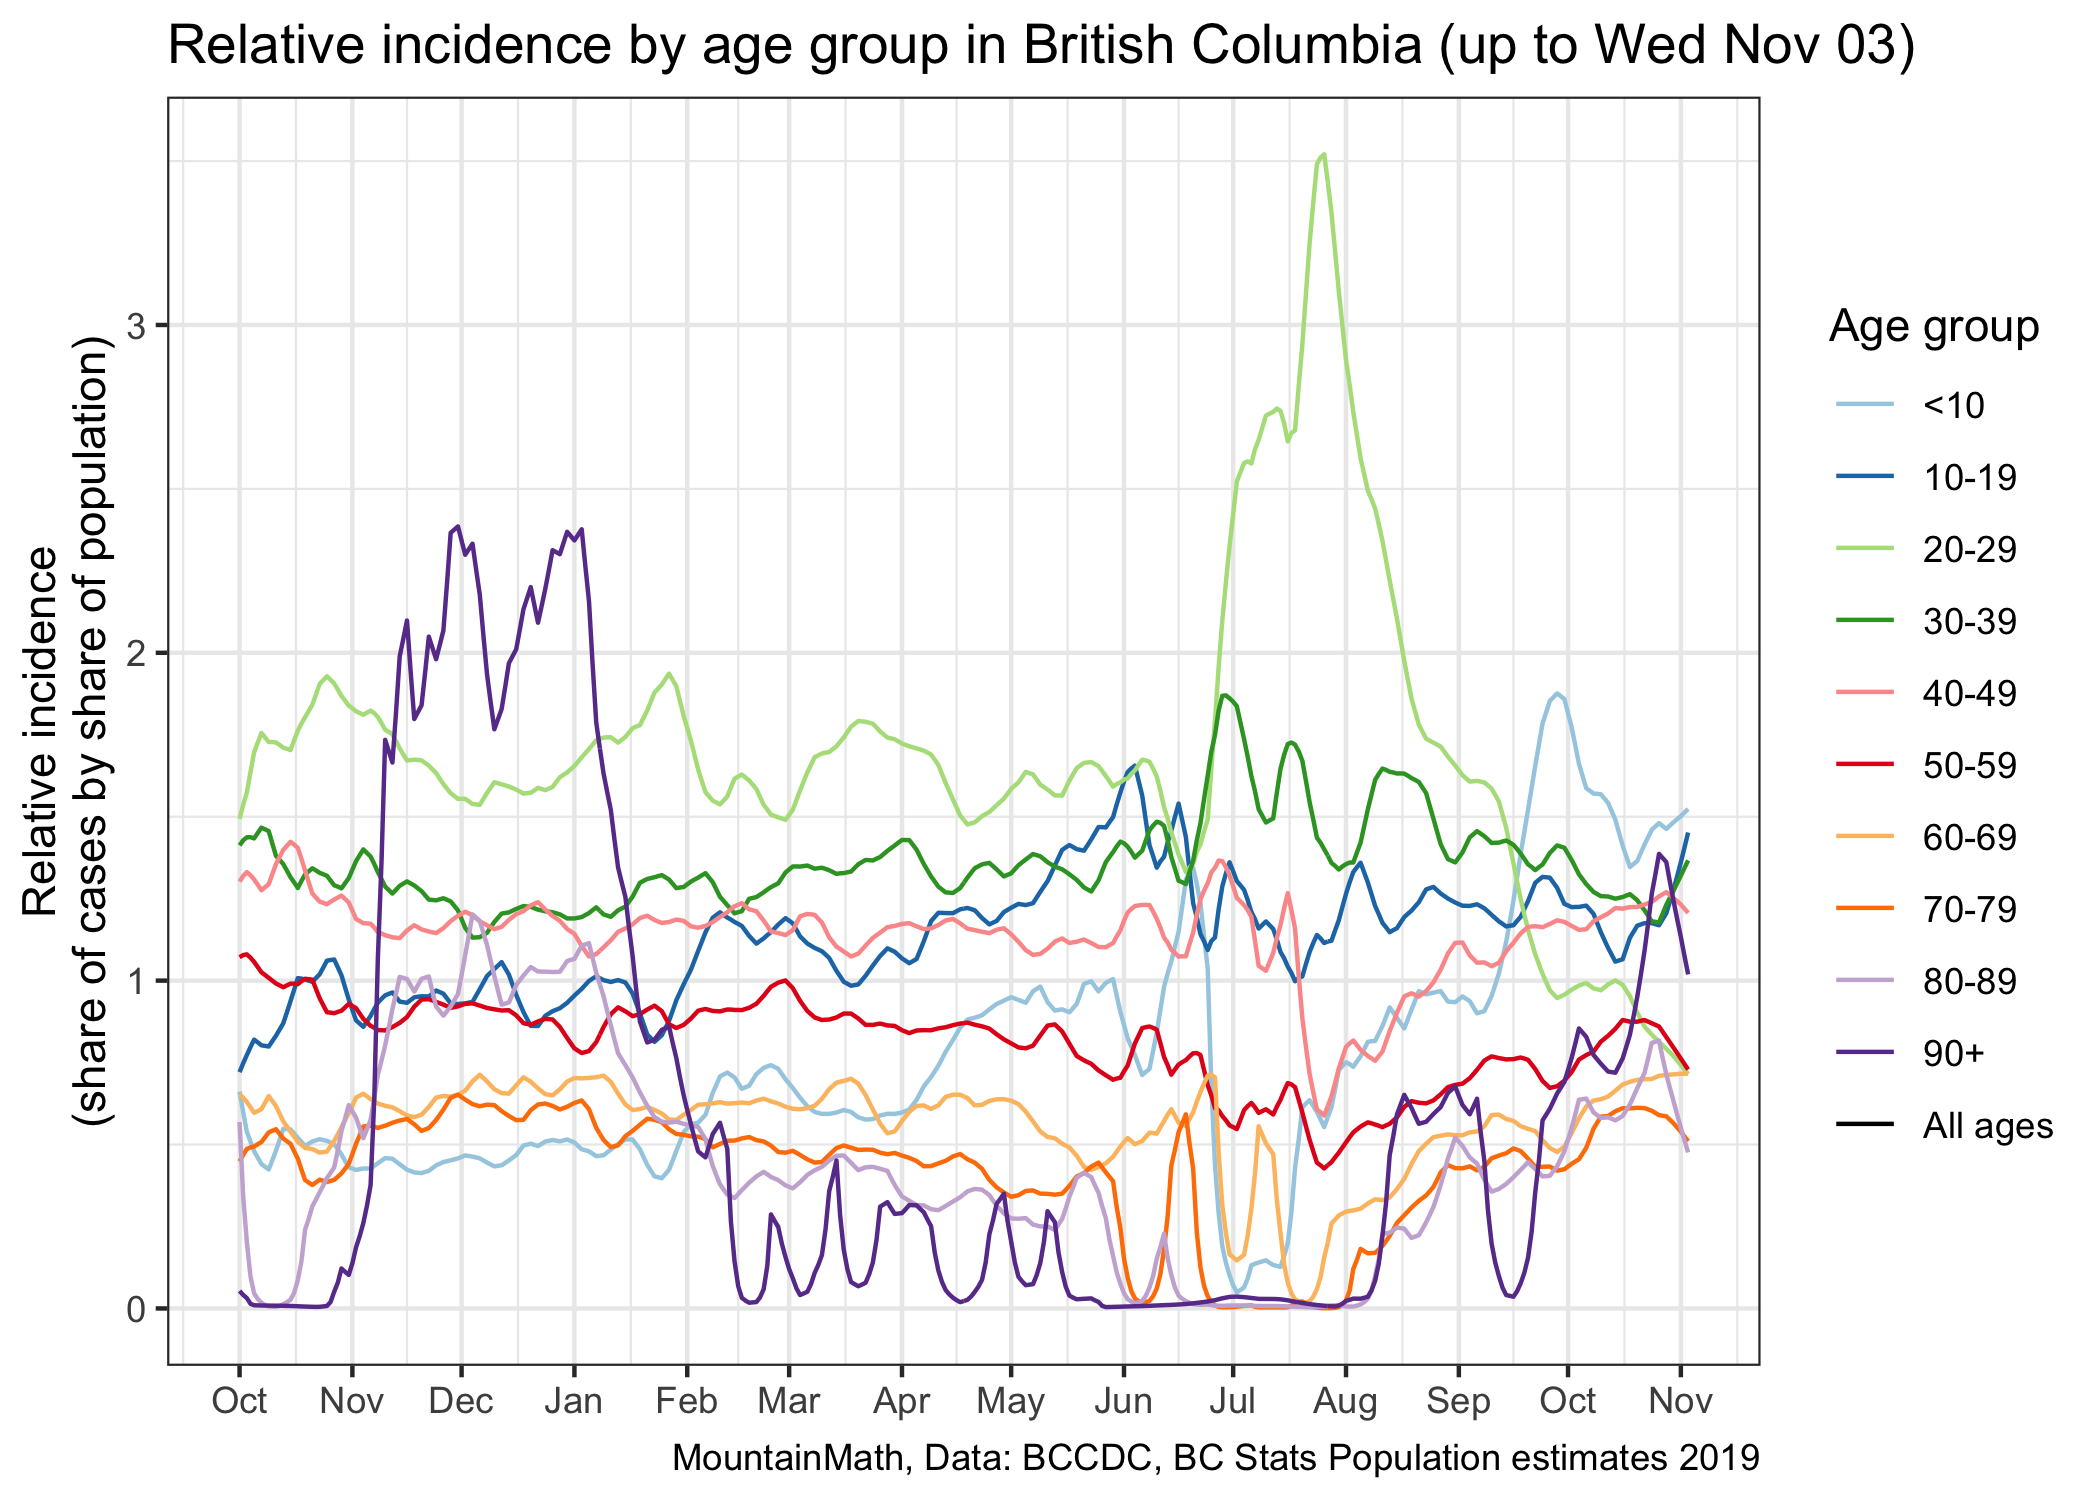 Relative incidence by age group in British Columbia (up to Wed Nov 03)
Relative incidence
(share of cases by share of population)
3
2
1
0
Oct Nov Dec Jan Feb Mar Apr May Jun Jul Aug Sep Oct Nov
Age group
<10
10-19
20-29
30-39
40-49
50-59
60-69
70-79
80-89
90+
All ages
MountainMath, Data: BCCDC, BC Stats Population estimates 2019